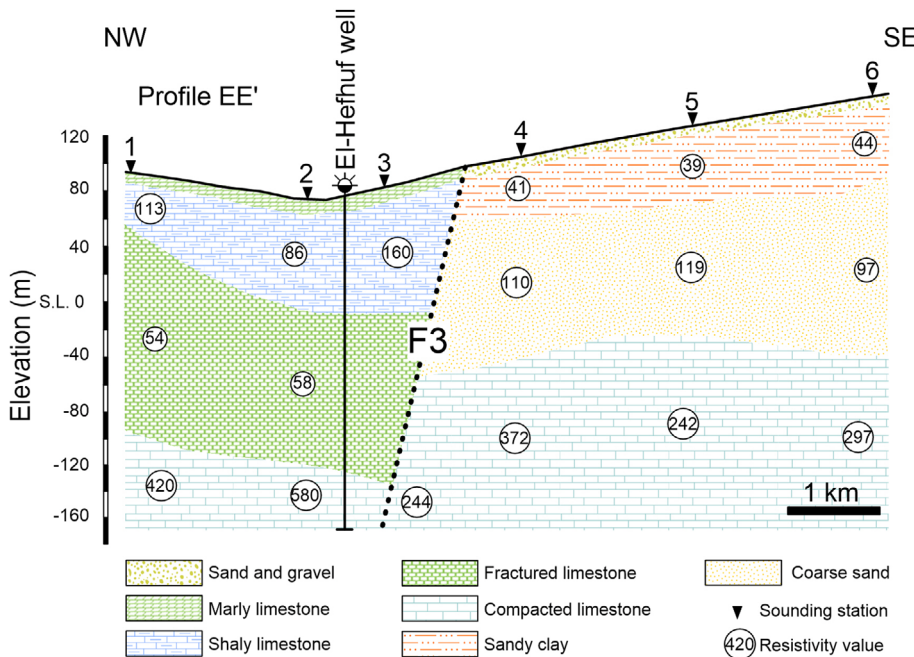 NW
SE
El-Hefhuf well
Profile EE'
6
5
4
3
2
1
120
80
40
S.L. 0
-40
-80
-120
-160
Elevation (m)
44
39
41
113
86
160
110
119
97
54
58
F3
372
242
297
420
580
244
1 km
Sand and gravel
Fractured limestone
Coarse sand
Marly limestone
Compacted limestone
Sounding station
Shaly limestone
Sandy clay
420 Resistivity value